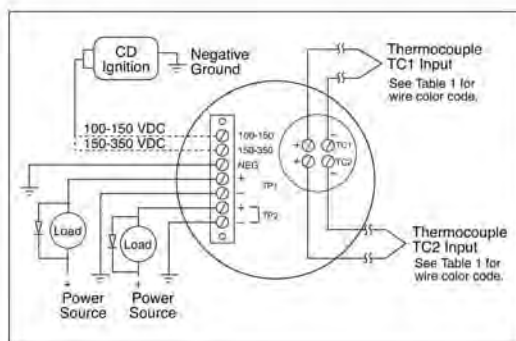 CD
Ignition
Negative
Ground
100-150 VDC
150-350 VDC
100-150
150-350
NEG
+
TP1
-
+
TP2
-
Load
Load
+
Power
Source
+
Power
Source
Thermocouple
TC1 Input
See Table 1 for
wire color code.
-
+
TC1
+
TC2
-
Thermocouple
TC2 Input
See Table 1 for
wire color code.